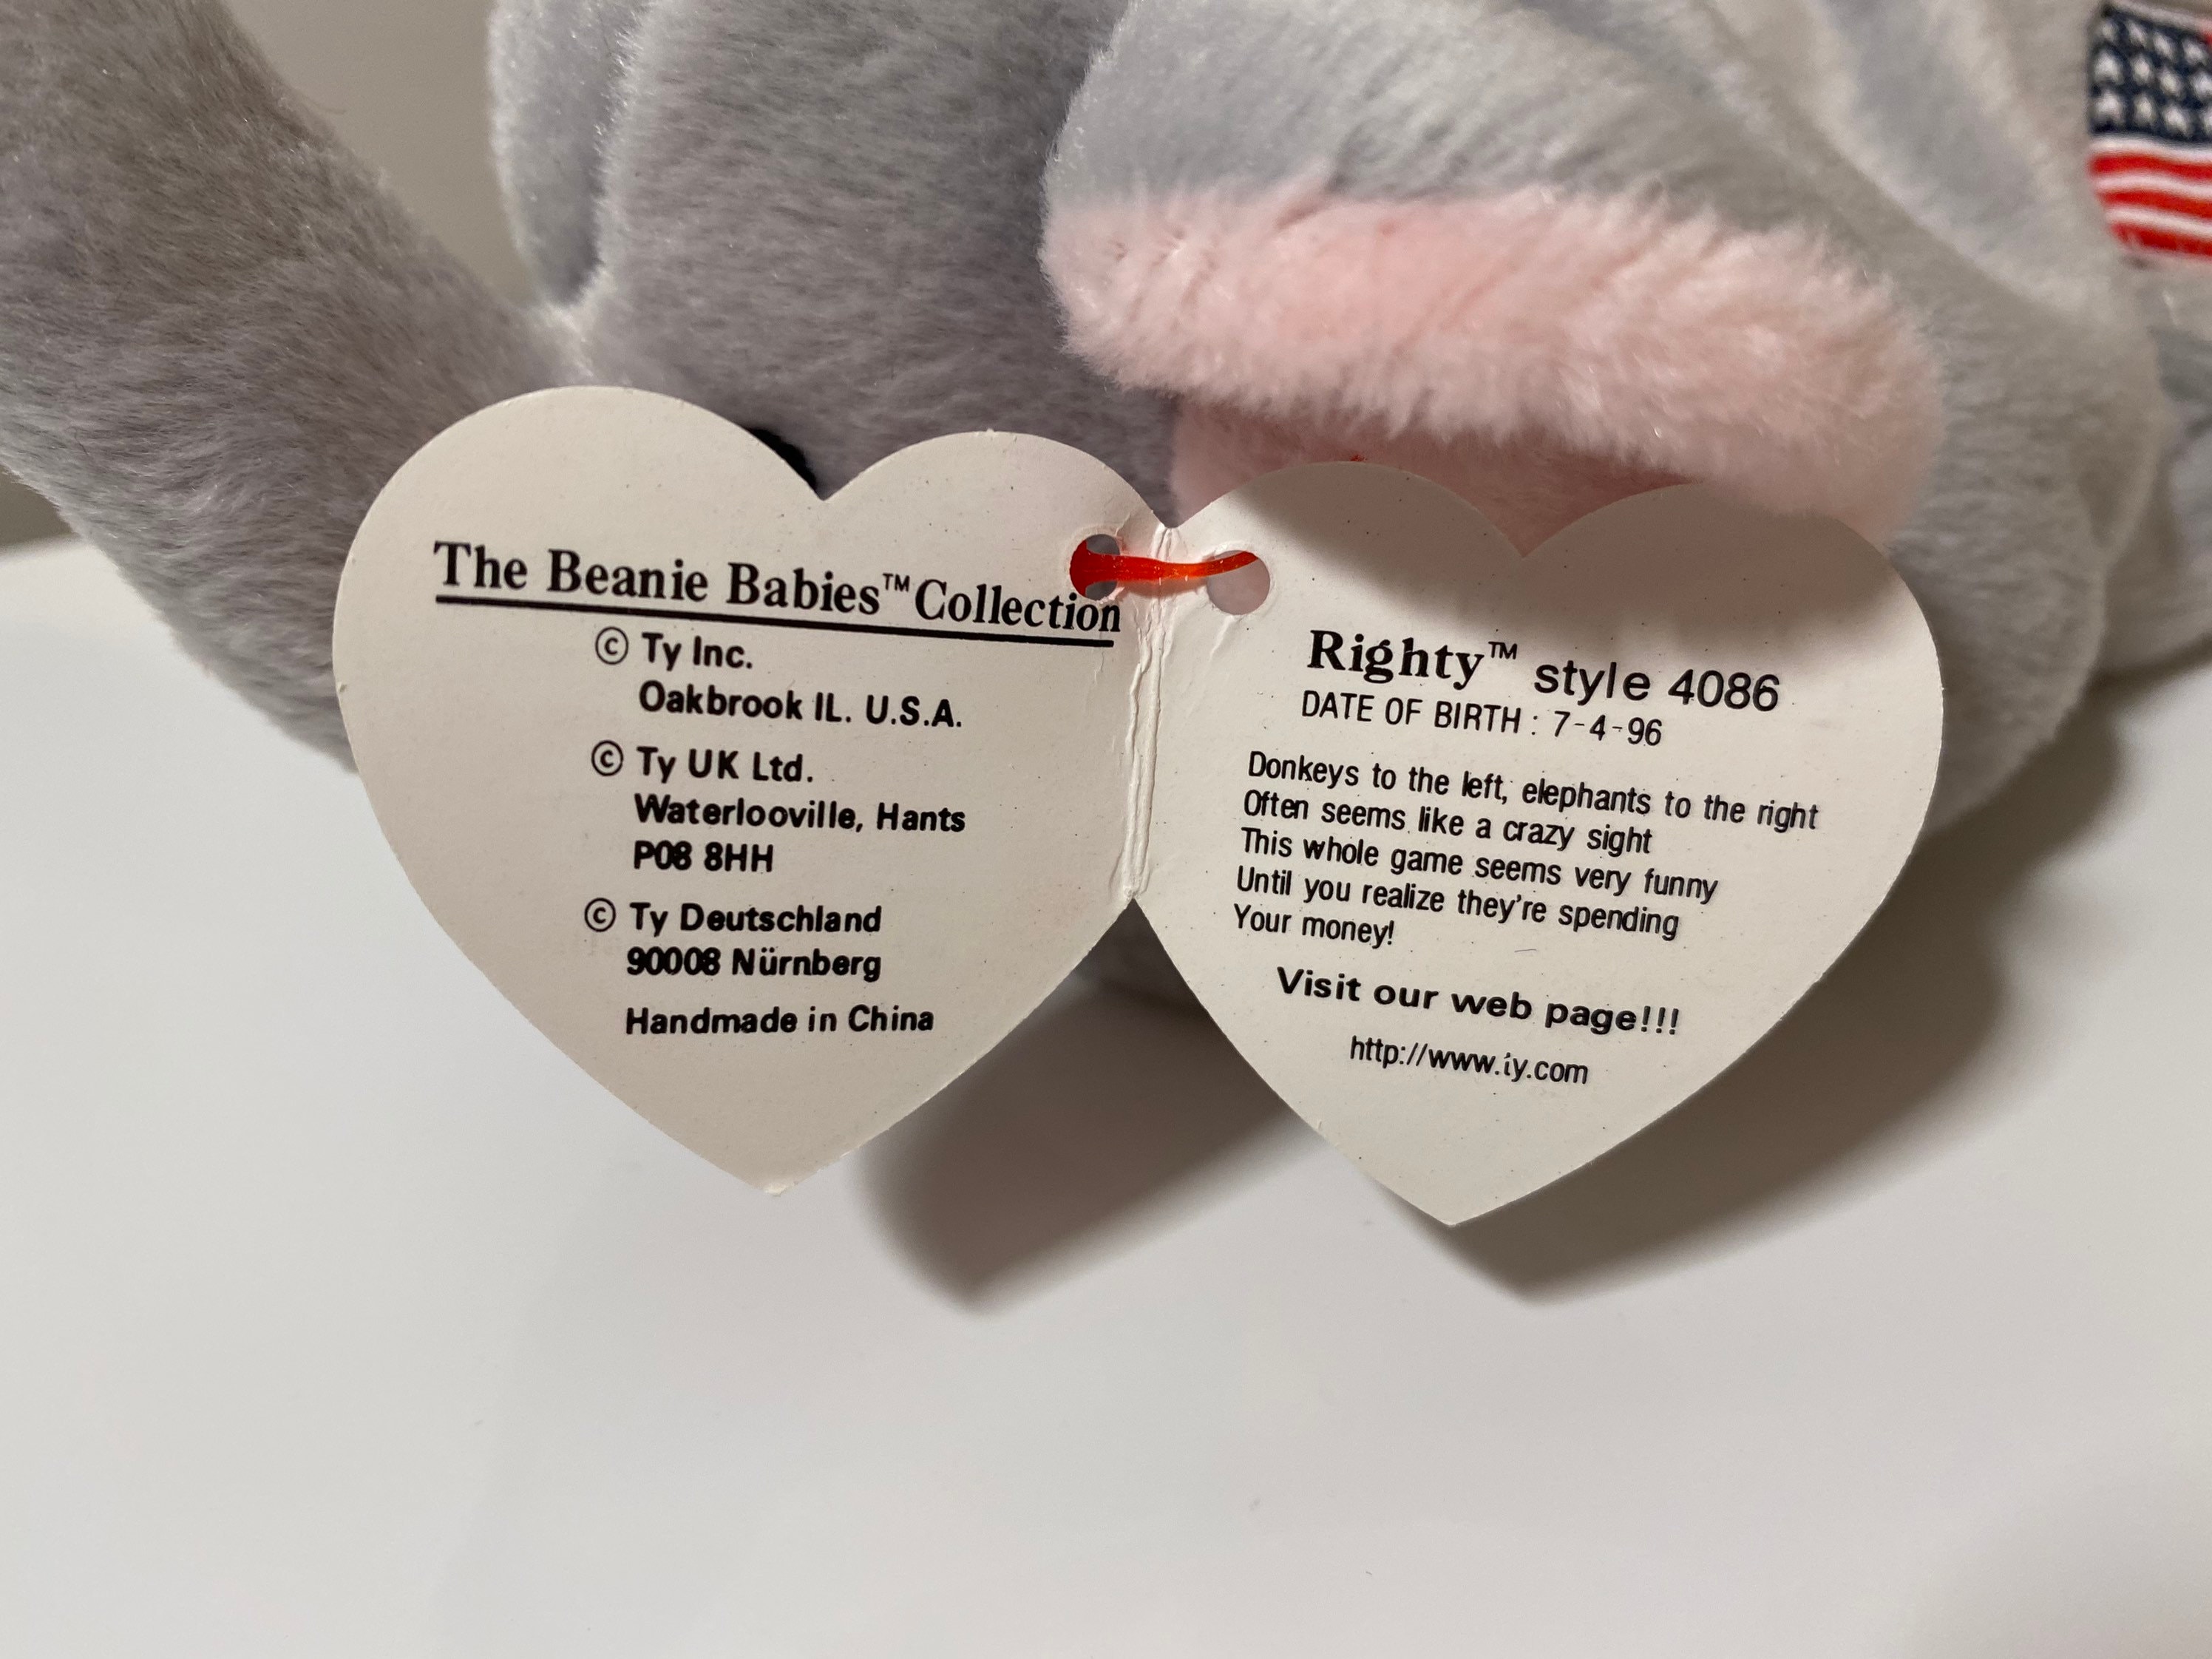 The Beanie Babies™ Collection
© Ty Inc.
Oakbrook IL. U.S.A.
© Ty UK Ltd.
Waterlooville, Hants
P08 8HH
© Ty Deutschland
90008 Nürnberg
Handmade in China
Righty™ style 4086
DATE OF BIRTH : 7-4-96
Donkeys to the left, elephants to the right
Often seems like a crazy sight
This whole game seems very funny
Until you realize they're spending
Your money!
Visit our web page!!!
http://www.ty.com